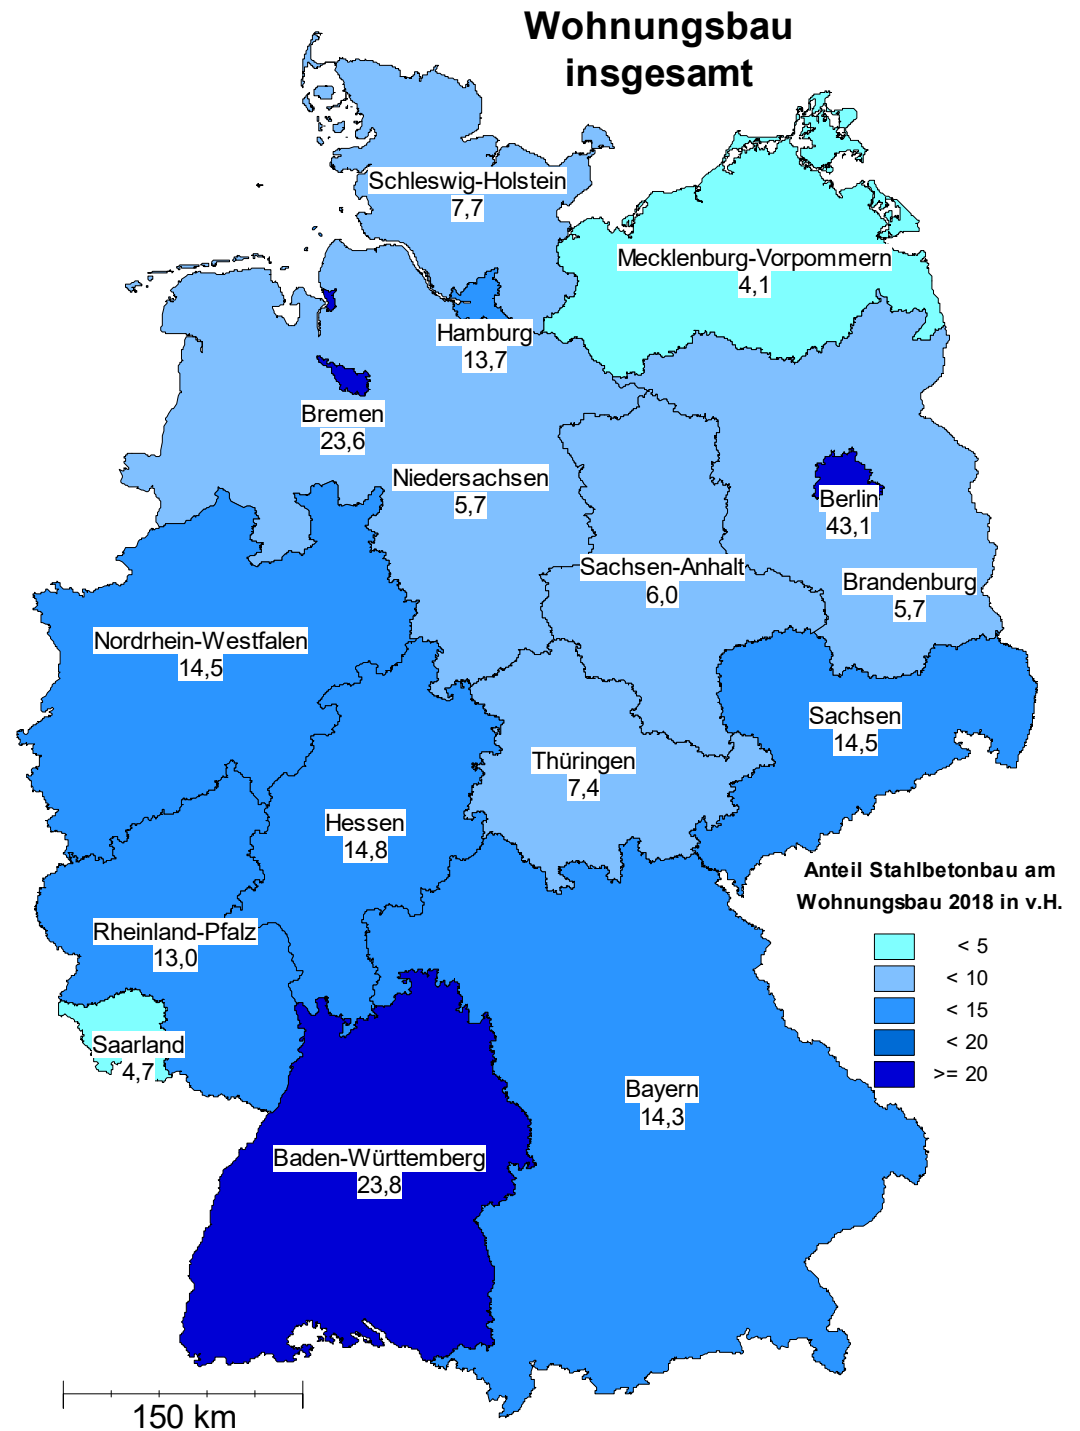 Wohnungsbau
insgesamt
Schleswig-Holstein
7,7
Mecklenburg-Vorpommern
4,1
Hamburg
13,7
Bremen
23,6
Niedersachsen
5,7
Berlin
43,1
Sachsen-Anhalt
6,0
Brandenburg
5,7
Nordrhein-Westfalen
14,5
Sachsen
14,5
Thüringen
7,4
Hessen
14,8
Rheinland-Pfalz
13,0
Saarland
4,7
Bayern
14,3
Baden-Württemberg
23,8
Anteil Stahlbetonbau am
Wohnungsbau 2018 in v.H.
< 5
< 10
< 15
< 20
>= 20
150 km